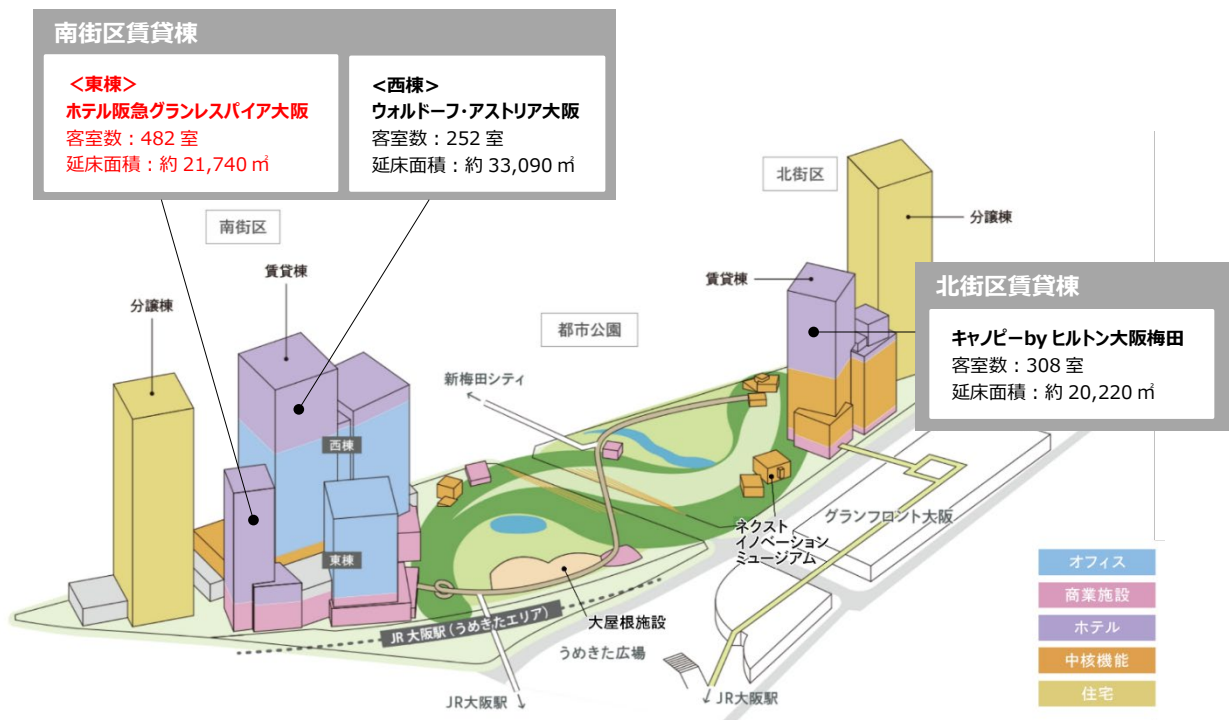 南街区賃貸棟
<東棟>
ホテル阪急グランレスパイア大阪
客室数：482 室
延床面積：約 21,740 ㎡
<西棟>
ウォルドーフ・アストリア大阪
客室数：252 室
延床面積：約 33,090 ㎡
北街区
分譲棟
南街区
賃貸棟
賃貸棟
分譲棟
北街区賃貸棟
キャノピーby ヒルトン大阪梅田
客室数：308 室
延床面積：約 20,220 ㎡
都市公園
新梅田シティ
西棟
東棟
ネクスト
イノベーション
ミュージアム
グランフロント大阪
大屋根施設
JR 大阪駅（うめきたエリア）
うめきた広場
JR大阪駅
JR大阪駅
オフィス
商業施設
ホテル
中核機能
住宅